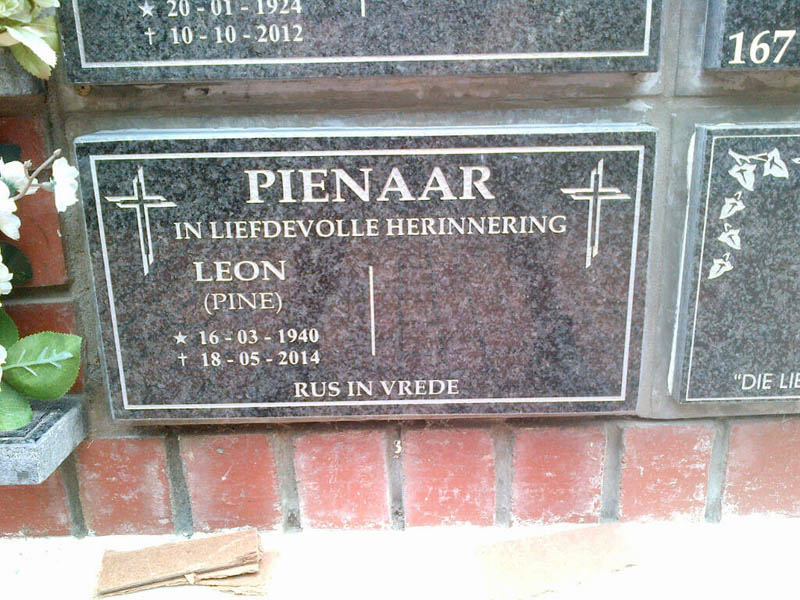 ★ 20 - 01 - 1924
† 10 - 10 - 2012
167
PIENAAR
IN LIEFDEVOLLE HERINNERING
LEON
(PINE)
★ 16 - 03 - 1940
† 18 - 05 - 2014
RUS IN VREDE
"DIE LIE
3